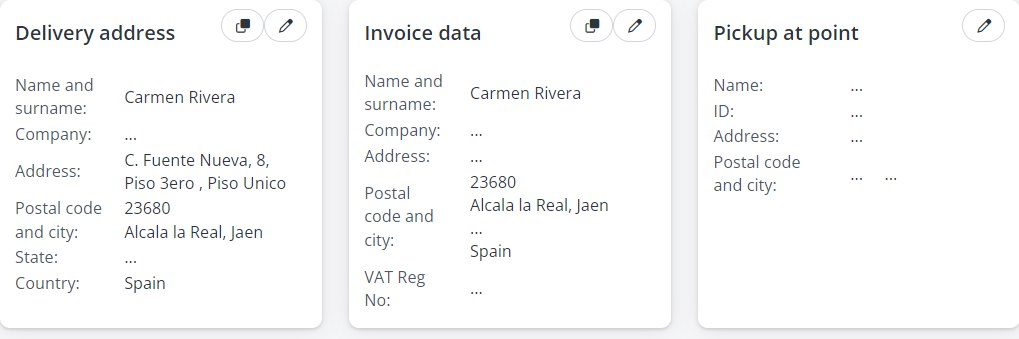 Delivery address
Name and
surname:
Carmen Rivera
Company:
...
Address:
C. Fuente Nueva, 8,
Piso 3ero , Piso Unico
Postal code
and city:
23680
Alcala la Real, Jaen
State:
...
Country:
Spain
Invoice data
Name and
surname:
Carmen Rivera
Company:
...
Address:
...
Postal
code and
city:
23680
Alcala la Real, Jaen
...
Spain
VAT Reg
No:
...
Pickup at point
Name:
...
ID:
...
Address:
...
Postal code
and city:
... ...